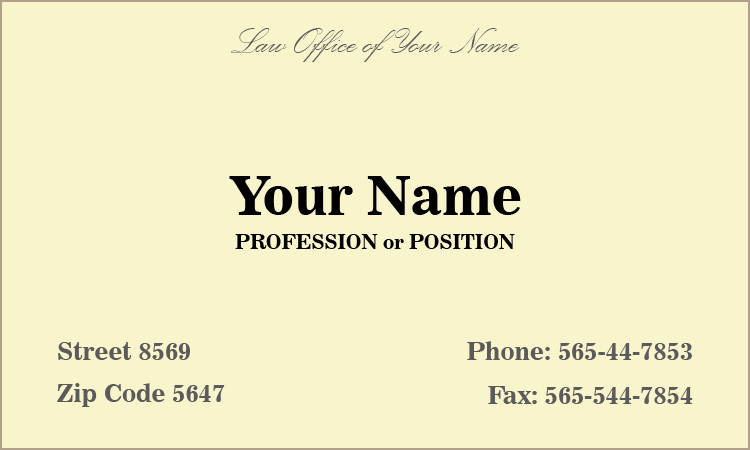 Law Office of Your Name
Your Name
PROFESSION or POSITION
Street 8569
Phone: 565-44-7853
Zip Code 5647
Fax: 565-544-7854